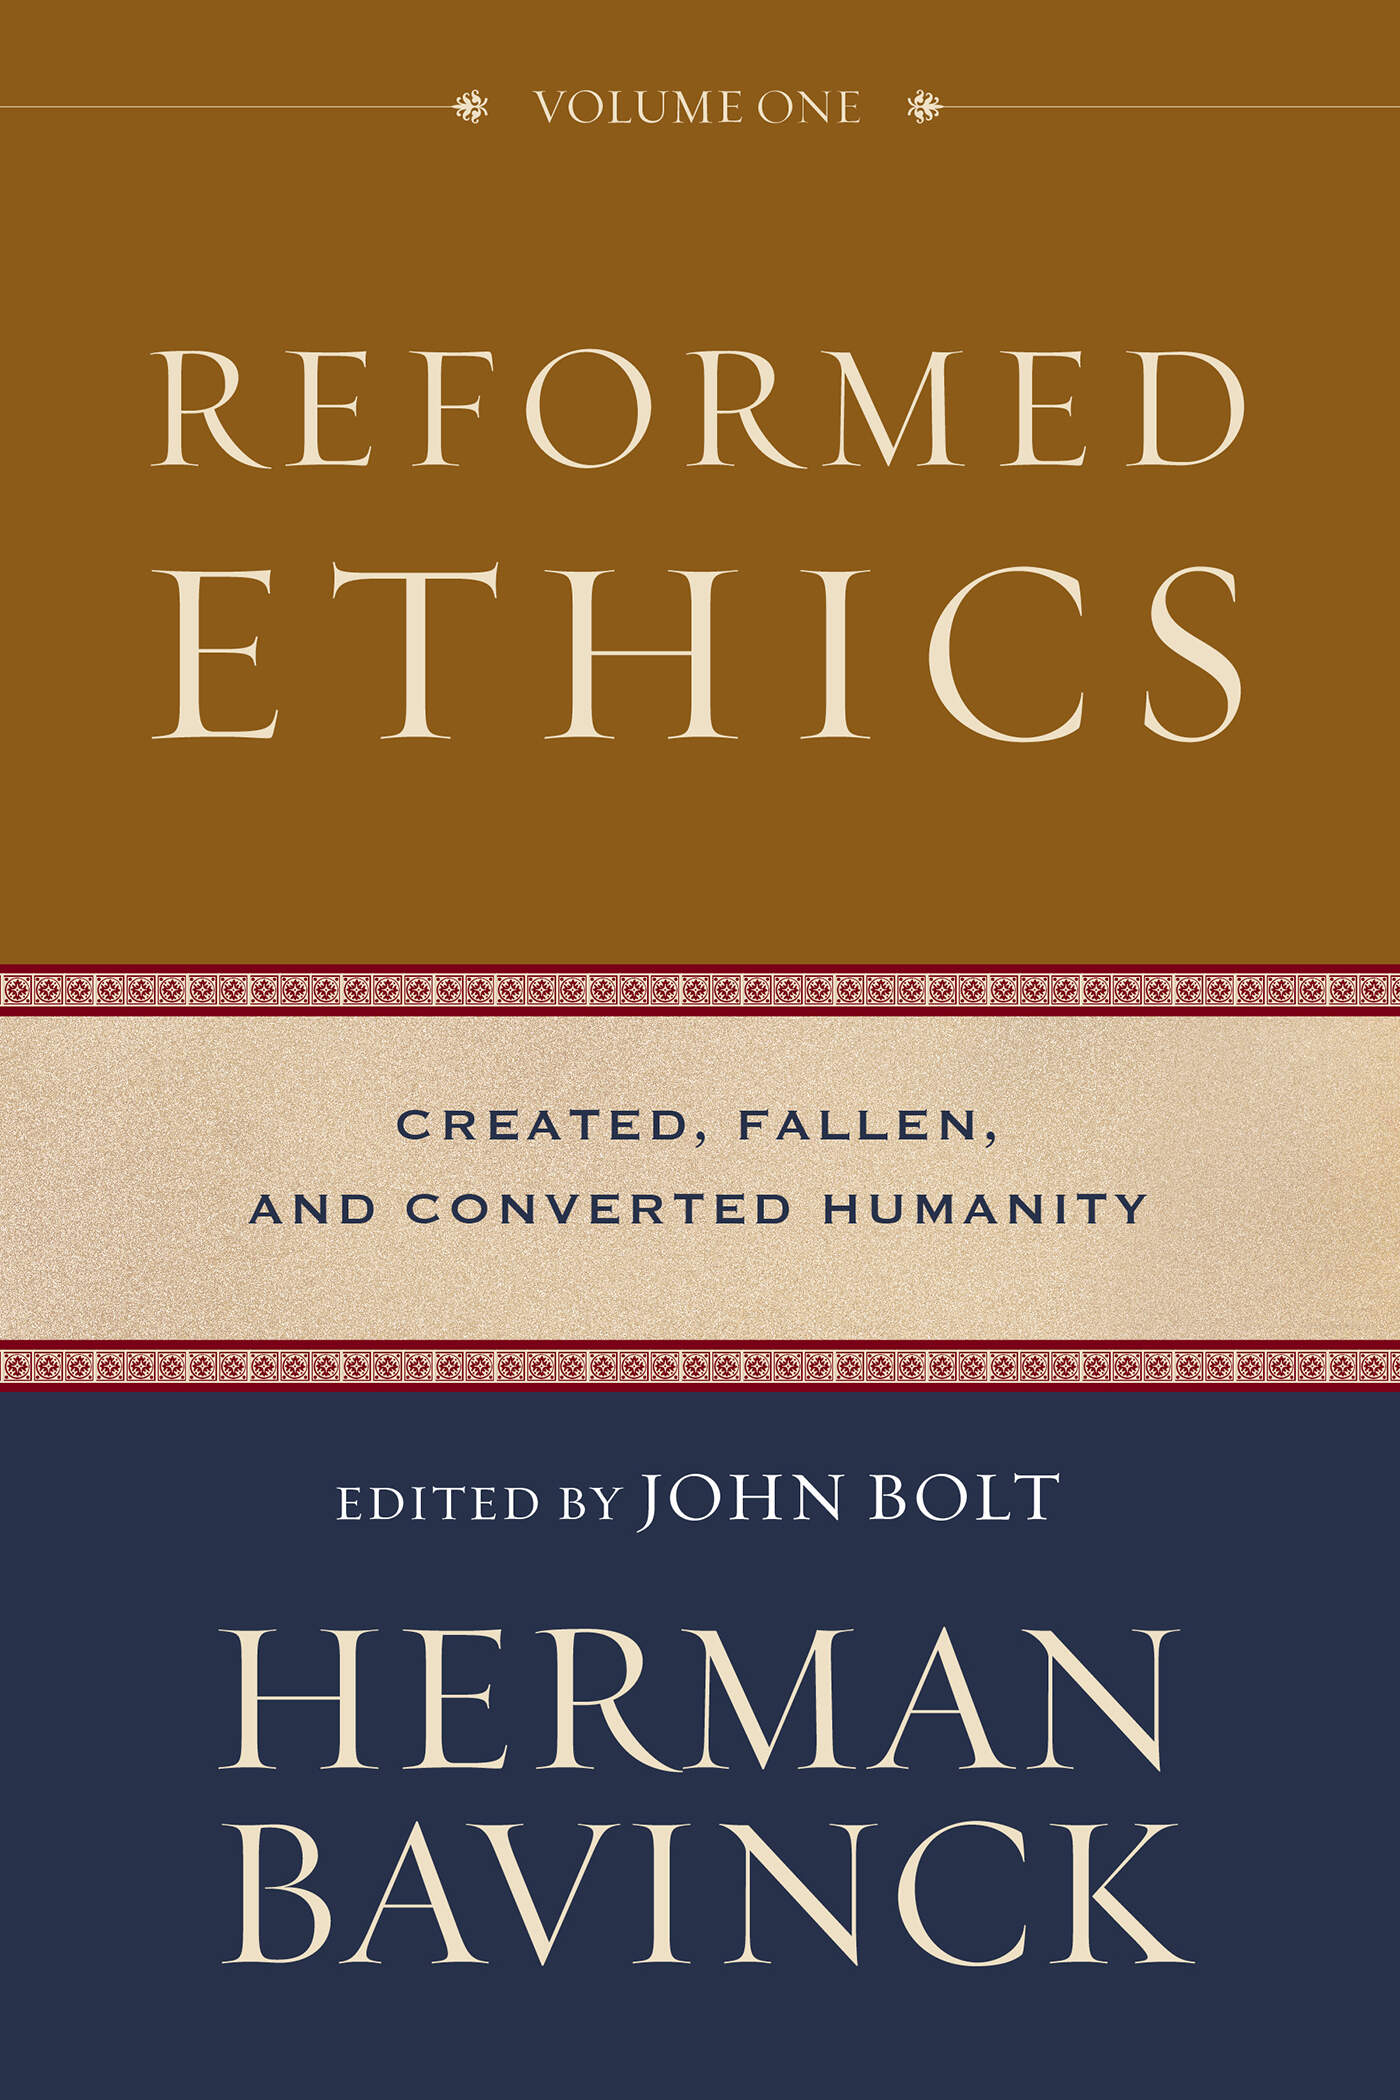 VOLUME ONE
REFORMED
ETHICS
CREATED, FALLEN,
AND CONVERTED HUMANITY
EDITED BY JOHN BOLT
HERMAN
BAVINCK